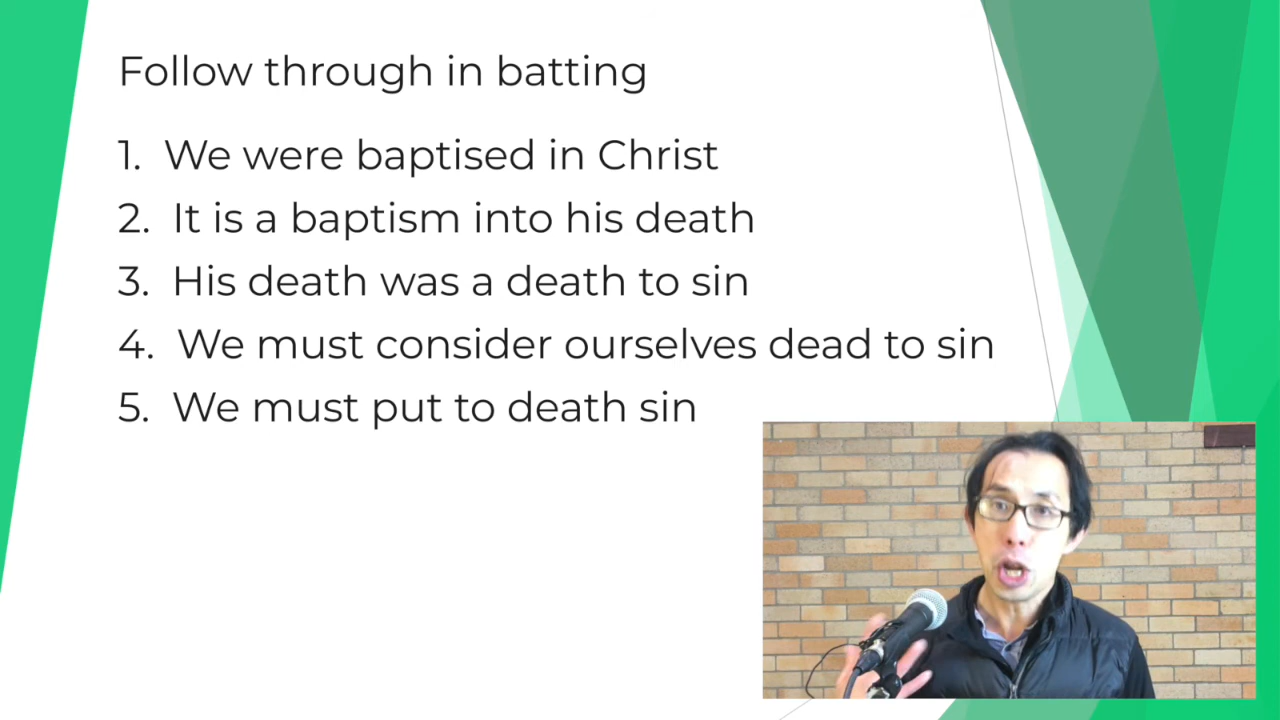 Follow through in batting
1. We were baptised in Christ
2. It is a baptism into his death
3. His death was a death to sin
4. We must consider ourselves dead to sin
5. We must put to death sin